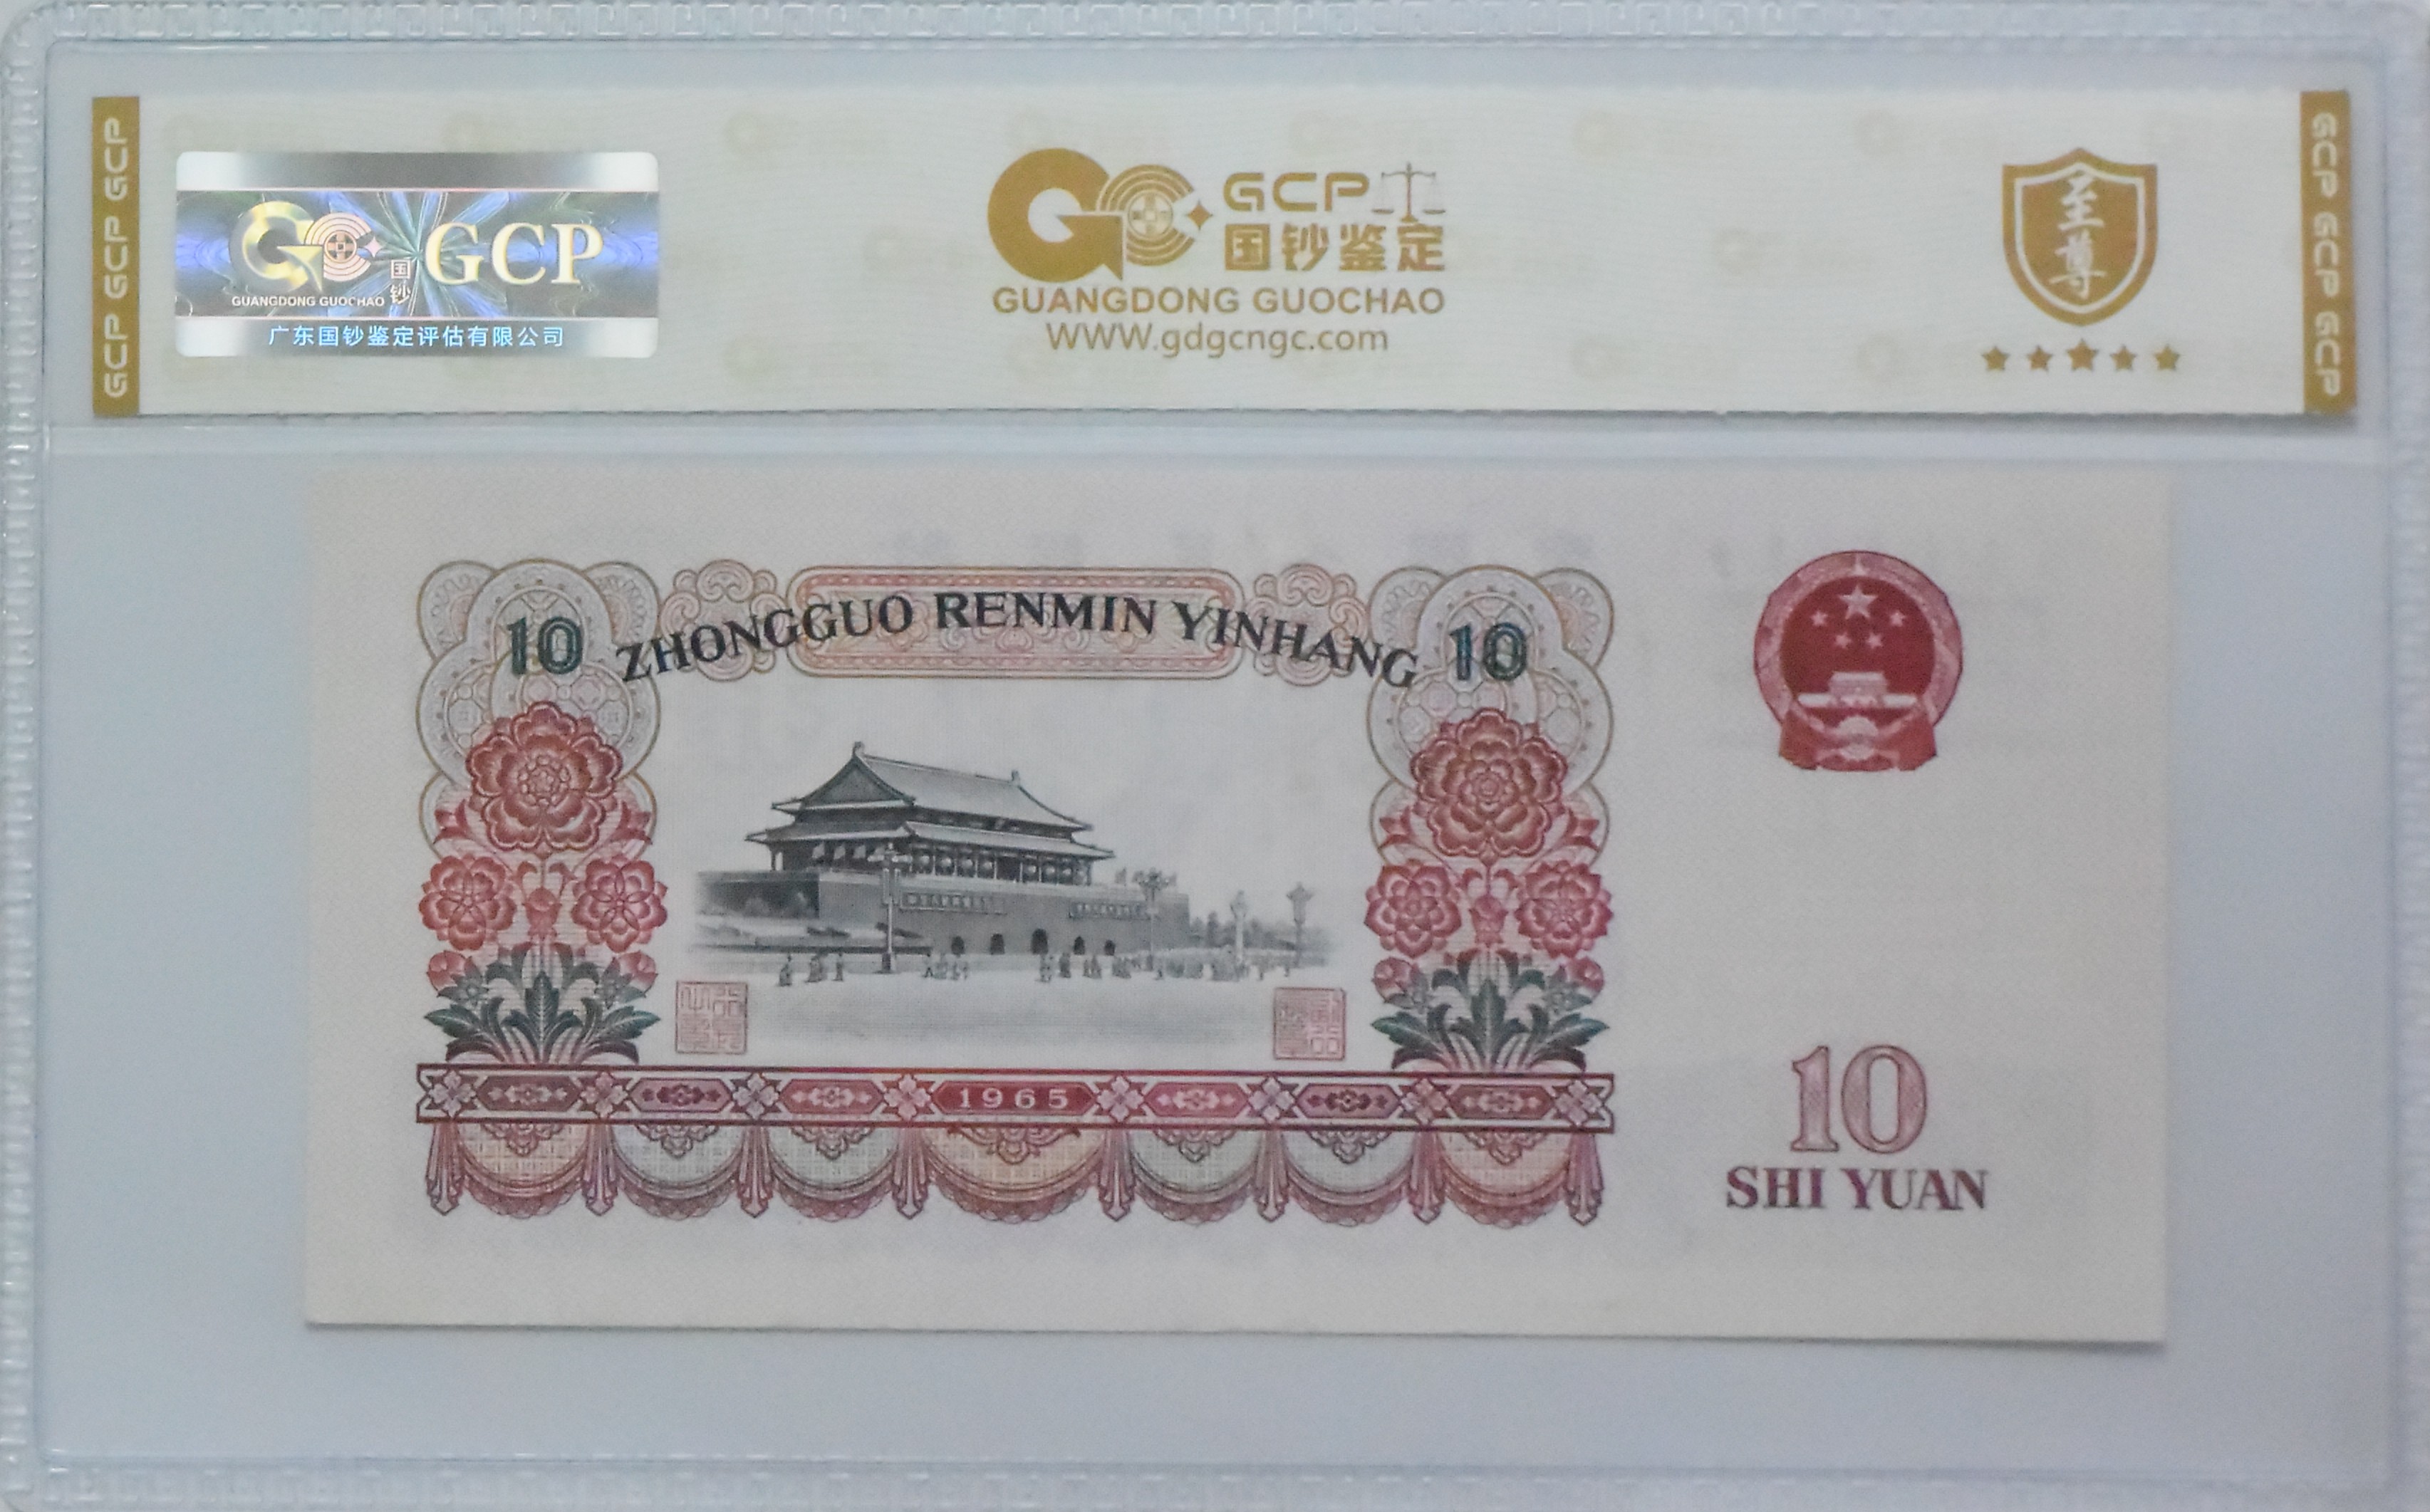 GCP GCP GCP
GCP
国钞
GUANGDONG GUOCHAO
广东国钞鉴定评估有限公司
GCP
国钞鉴定
GUANGDONG GUOCHAO
WWW.gdgcngc.com
至尊
GCP GCP GCP
10 ZHONGGUO RENMIN YINHANG 10
1965
10
SHI YUAN